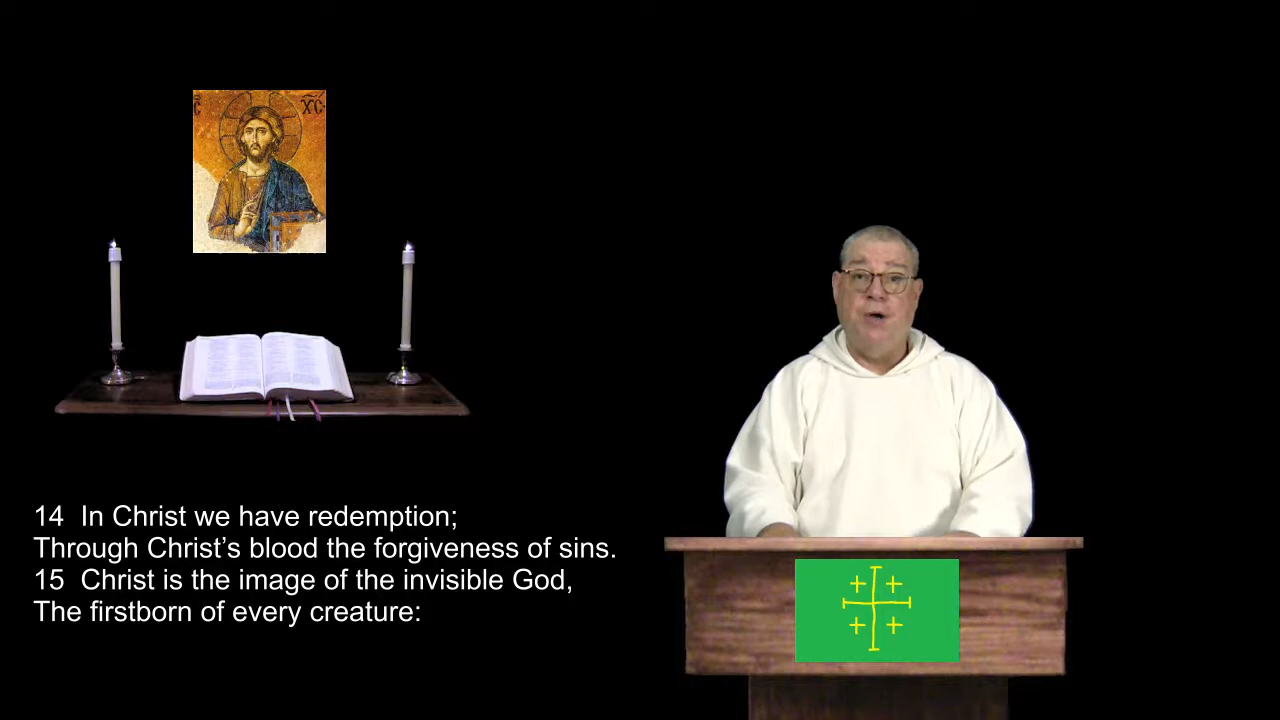 XC
14  In Christ we have redemption;
Through Christ’s blood the forgiveness of sins.
15  Christ is the image of the invisible God,
The firstborn of every creature: